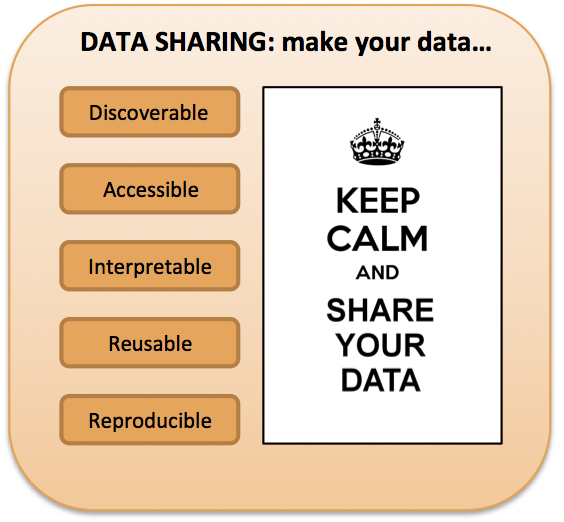 DATA SHARING: make your data…
Discoverable
Accessible
Interpretable
Reusable
Reproducible
KEEP
CALM
AND
SHARE
YOUR
DATA